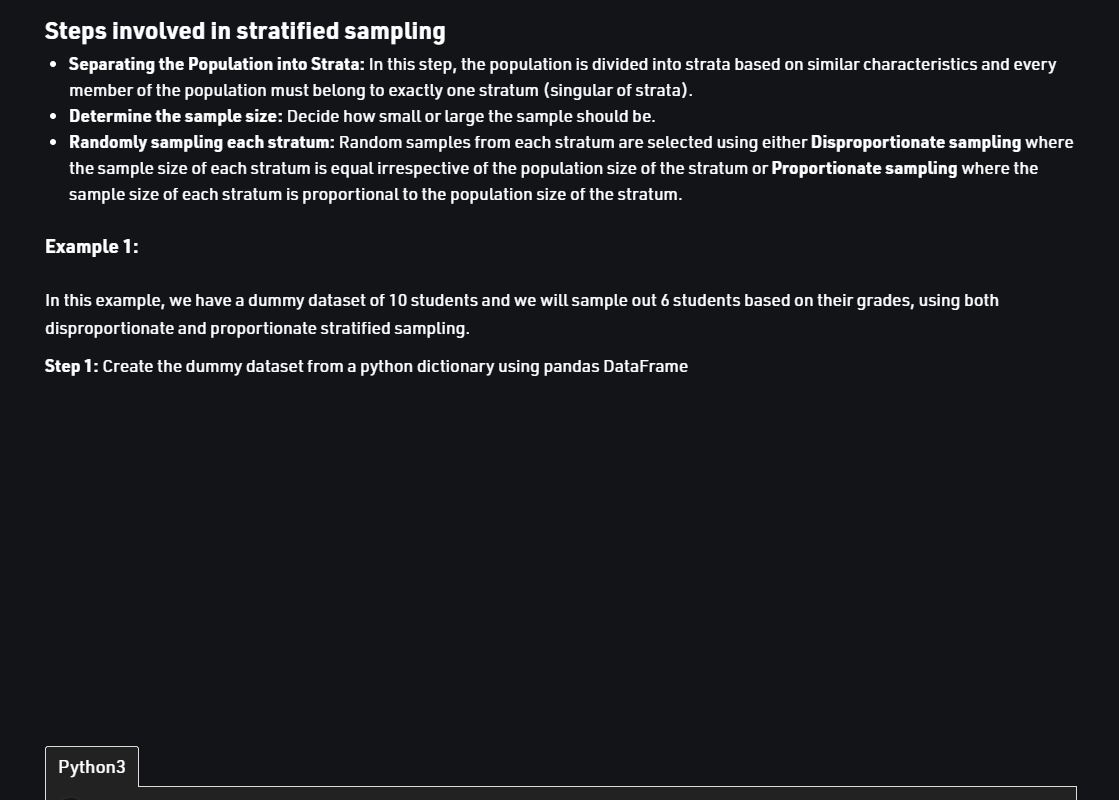 Steps involved in stratified sampling
• Separating the Population into Strata: In this step, the population is divided into strata based on similar characteristics and every
member of the population must belong to exactly one stratum (singular of strata).
• Determine the sample size: Decide how small or large the sample should be.
• Randomly sampling each stratum: Random samples from each stratum are selected using either Disproportionate sampling where
the sample size of each stratum is equal irrespective of the population size of the stratum or Proportionate sampling where the
sample size of each stratum is proportional to the population size of the stratum.
Example 1:
In this example, we have a dummy dataset of 10 students and we will sample out 6 students based on their grades, using both
disproportionate and proportionate stratified sampling.
Step 1: Create the dummy dataset from a python dictionary using pandas DataFrame
Python3